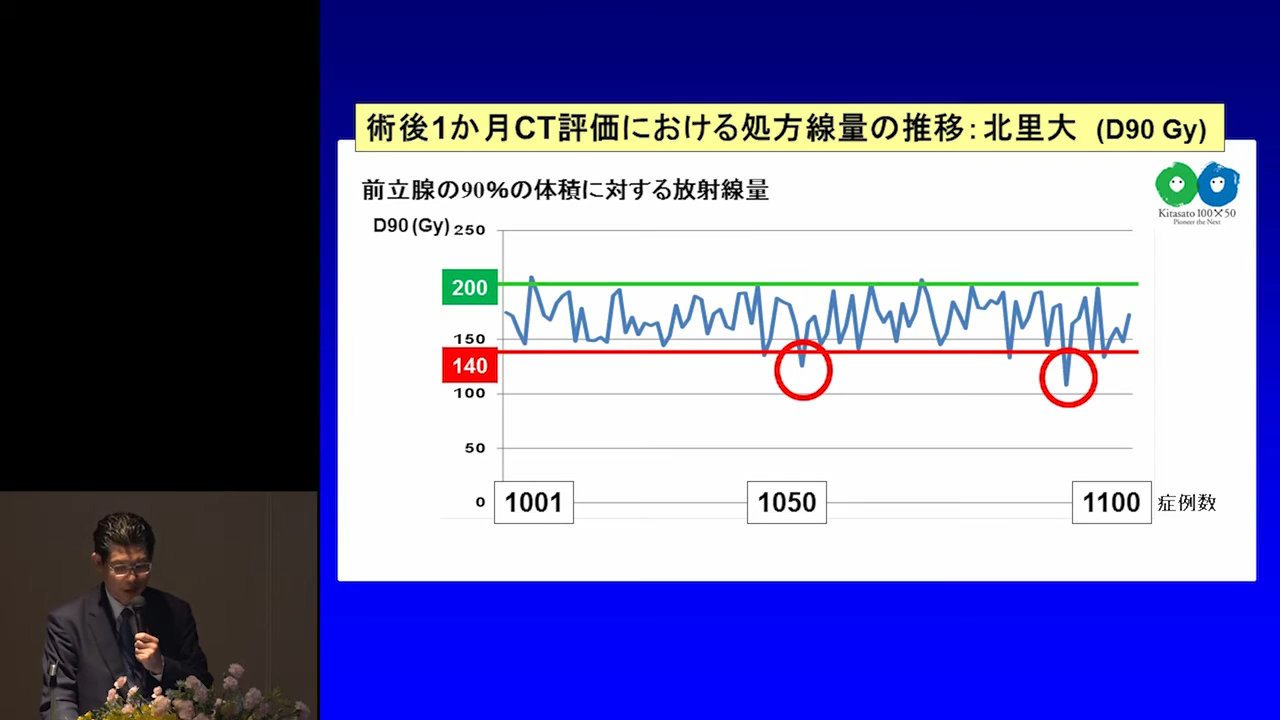 術後1か月CT評価における処方線量の推移：北里大 (D90 Gy)
前立腺の90%の体積に対する放射線量
Kitasato 100×50
Pioneer the Next
D90 (Gy)
250
200
150
140
100
50
0
1001
1050
1100
症例数